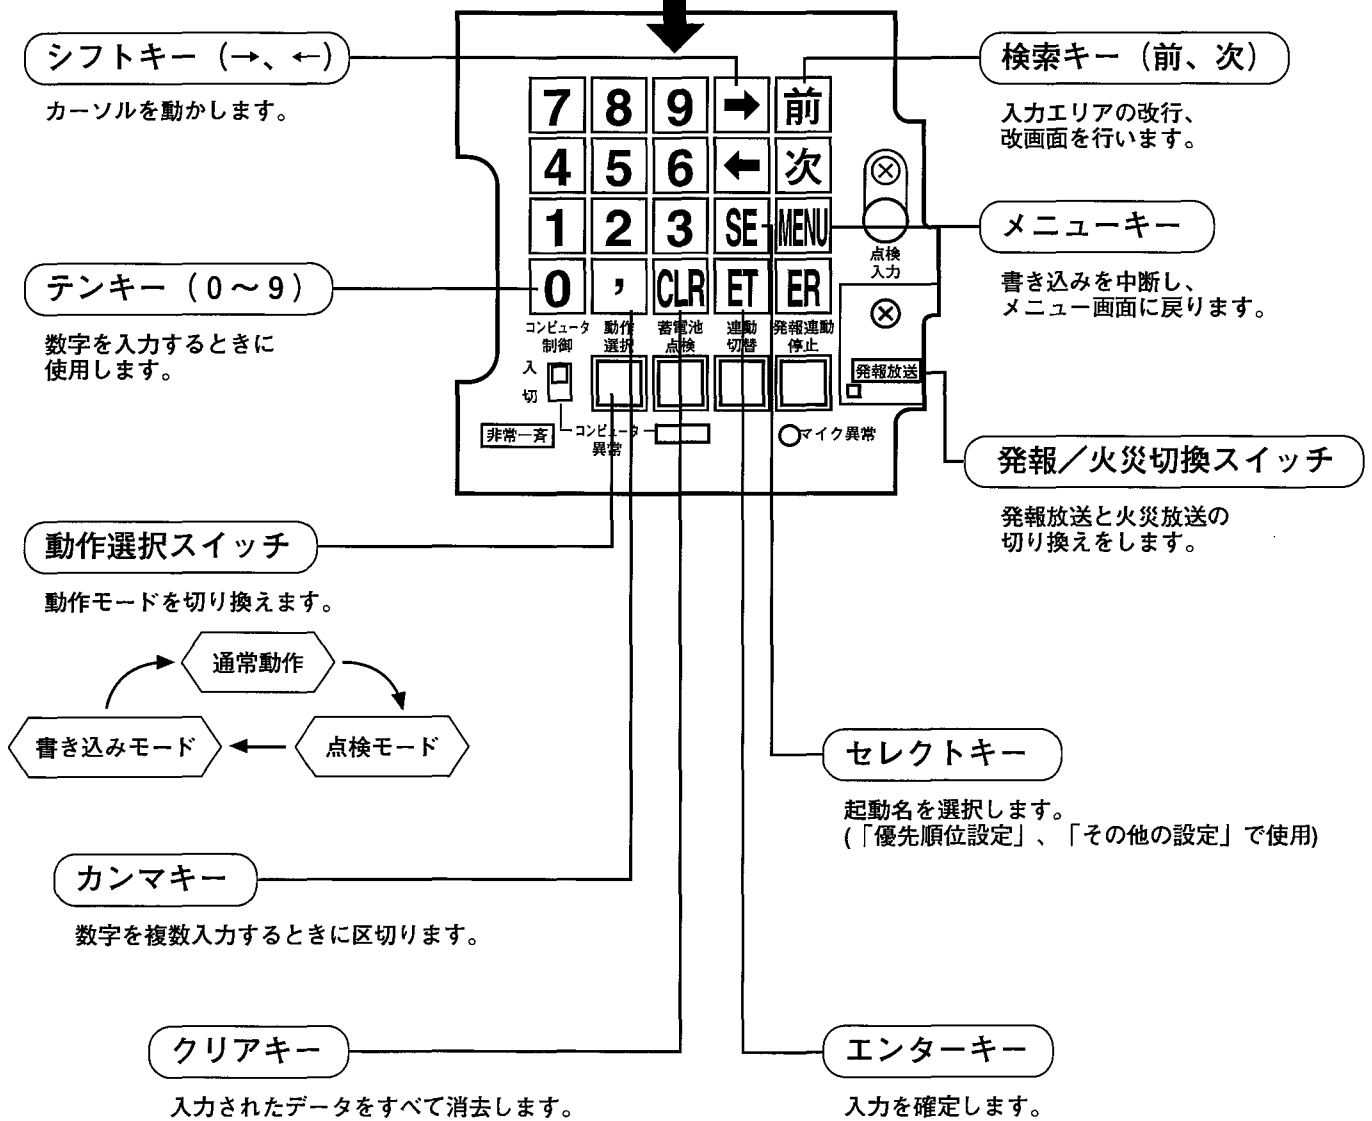 シフトキー（→、←）
カーソルを動かします。
検索キー（前、次）
入力エリアの改行、
改画面を行います。
7 8 9 → 前
4 5 6 ← 次
1 2 3 SE MENU
0 , CLR ET ER
点検
入力
メニューキー
書き込みを中断し、
メニュー画面に戻ります。
テンキー（0～9）
数字を入力するときに
使用します。
コンピュータ 動作 蓄電池 連動 発報連動
制御 選択 点検 切替 停止
入
切
発報放送
非常一斉
コンピュータ
異常
マイク異常
発報／火災切換スイッチ
発報放送と火災放送の
切り換えをします。
動作選択スイッチ
動作モードを切り換えます。
通常動作
書き込みモード
点検モード
セレクトキー
起動名を選択します。
(「優先順位設定」、「その他の設定」で使用)
カンマキー
数字を複数入力するときに区切ります。
クリアキー
入力されたデータをすべて消去します。
エンターキー
入力を確定します。